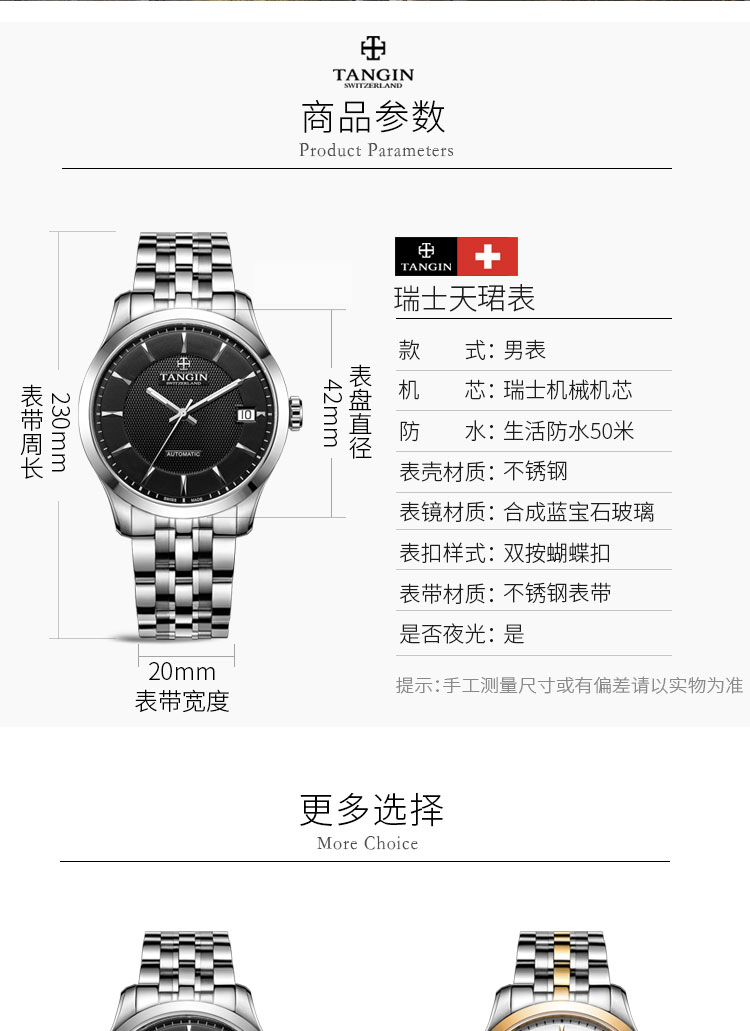 TANGIN
SWITZERLAND
商品参数
Product Parameters
TANGIN
瑞士天珺表
款 式：男表
机 芯：瑞士机械机芯
防 水：生活防水50米
表壳材质：不锈钢
表镜材质：合成蓝宝石玻璃
表扣样式：双按蝴蝶扣
表带材质：不锈钢表带
是否夜光：是
提示：手工测量尺寸或有偏差请以实物为准
230mm
表带周长
表盘直径
42mm
TANGIN
SWITZERLAND
10
AUTOMATIC
SWISS MADE
20mm
表带宽度
更多选择
More Choice